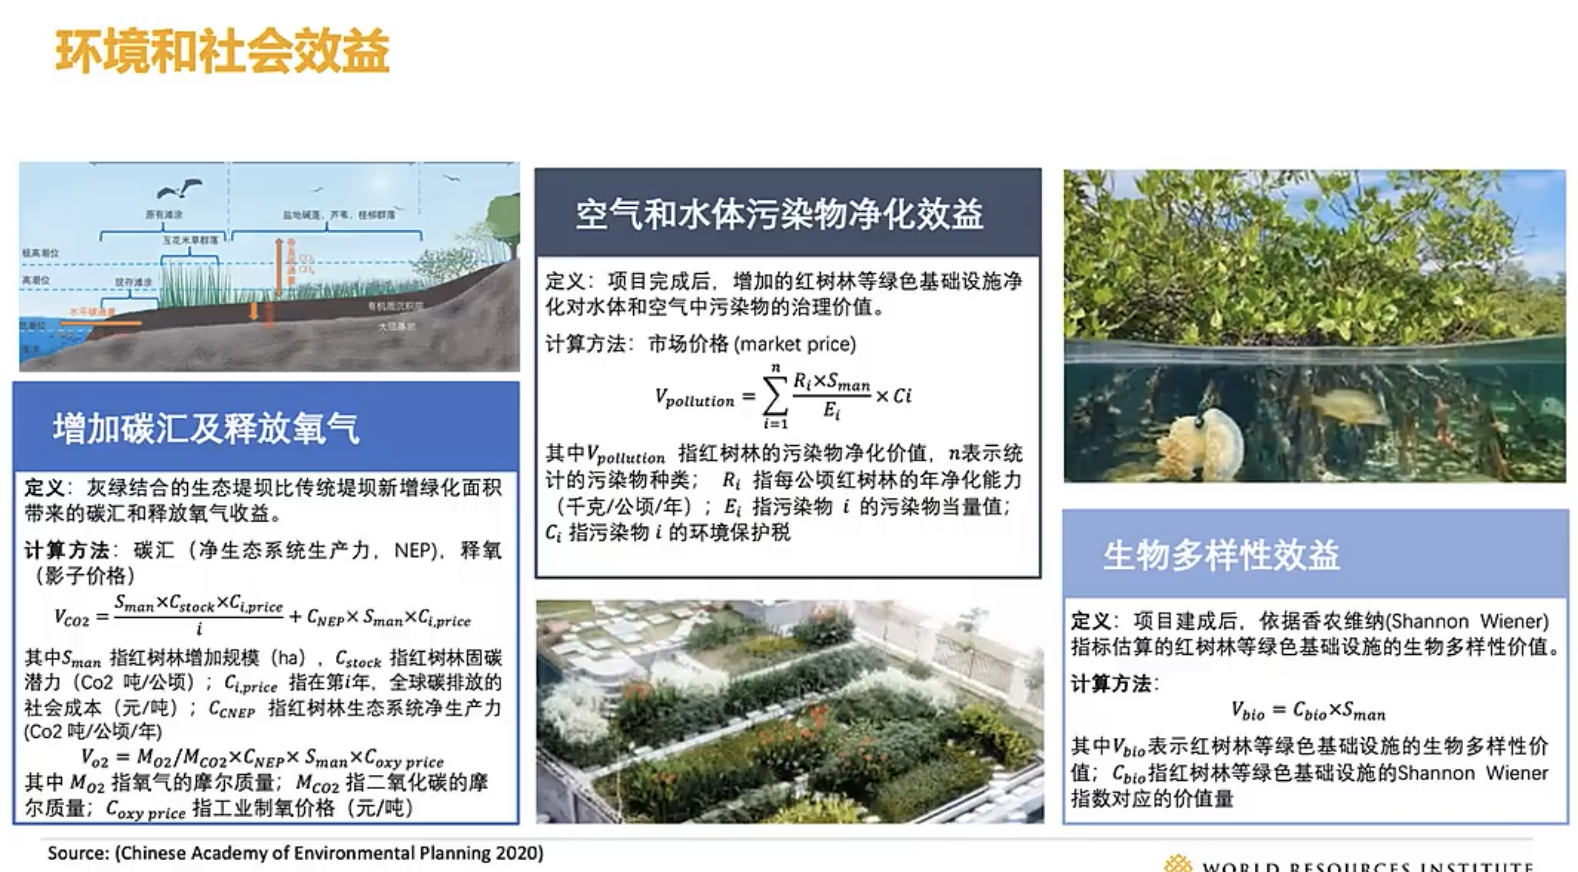 环境和社会效益
原有滩涂
盐地碱蓬、芦苇、柽柳群落
互花米草群落
极高潮位
高潮位
现存滩涂
水平碳通量
有机质沉积层
大陆基岩
增加碳汇及释放氧气
定义：灰绿结合的生态堤坝比传统堤坝新增绿化面积
带来的碳汇和释放氧气收益。
计算方法：碳汇（净生态系统生产力，NEP)，释氧
（影子价格）
V_{CO2} = \frac{S_{man}×C_{stock}×C_{i,price}}{i} + C_{NEP}× S_{man}×C_{i,price}
其中S_{man} 指红树林增加规模（ha）, C_{stock} 指红树林固碳
潜力（Co2 吨/公顷）；C_{i,price} 指在第i年，全球碳排放的
社会成本（元/吨）；C_{CNEP} 指红树林生态系统净生产力
(Co2 吨/公顷/年)
V_{o2} = M_{O2}/M_{CO2}×C_{NEP}× S_{man}×C_{oxy price}
其中 M_{O2} 指氧气的摩尔质量；M_{CO2} 指二氧化碳的摩
尔质量；C_{oxy price} 指工业制氧价格（元/吨）
空气和水体污染物净化效益
定义：项目完成后，增加的红树林等绿色基础设施净
化对水体和空气中污染物的治理价值。
计算方法：市场价格 (market price)
V_{pollution} = \sum_{i=1}^{n} \frac{R_i×S_{man}}{E_i} × Ci
其中V_{pollution} 指红树林的污染物净化价值，n表示统
计的污染物种类； R_i 指每公顷红树林的年净化能力
（千克/公顷/年）；E_i 指污染物 i 的污染物当量值；
C_i 指污染物 i 的环境保护税
生物多样性效益
定义：项目建成后，依据香农维纳(Shannon Wiener)
指标估算的红树林等绿色基础设施的生物多样性价值。
计算方法：
V_{bio} = C_{bio}×S_{man}
其中V_{bio}表示红树林等绿色基础设施的生物多样性价
值；C_{bio}指红树林等绿色基础设施的Shannon Wiener
指数对应的价值量
Source: (Chinese Academy of Environmental Planning 2020)
WORLD RESOURCES INSTITUTE